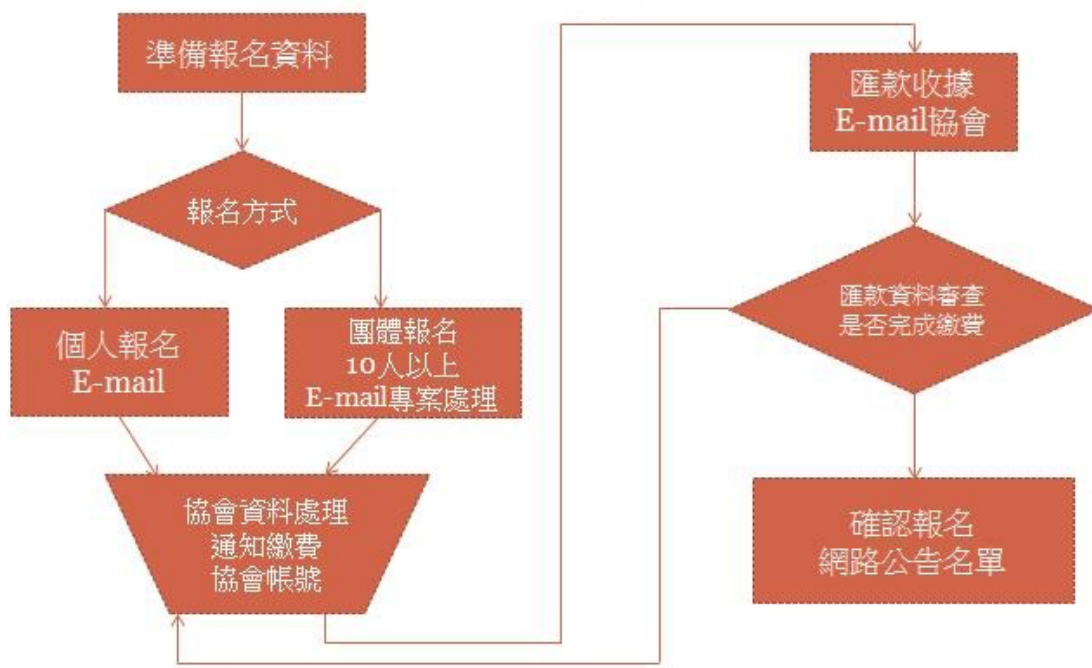 準備報名資料
報名方式
個人報名
E-mail
團體報名
10人以上
E-mail專案處理
協會資料處理
通知繳費
協會帳號
匯款收據
E-mail協會
匯款資料審查
是否完成繳費
確認報名
網路公告名單